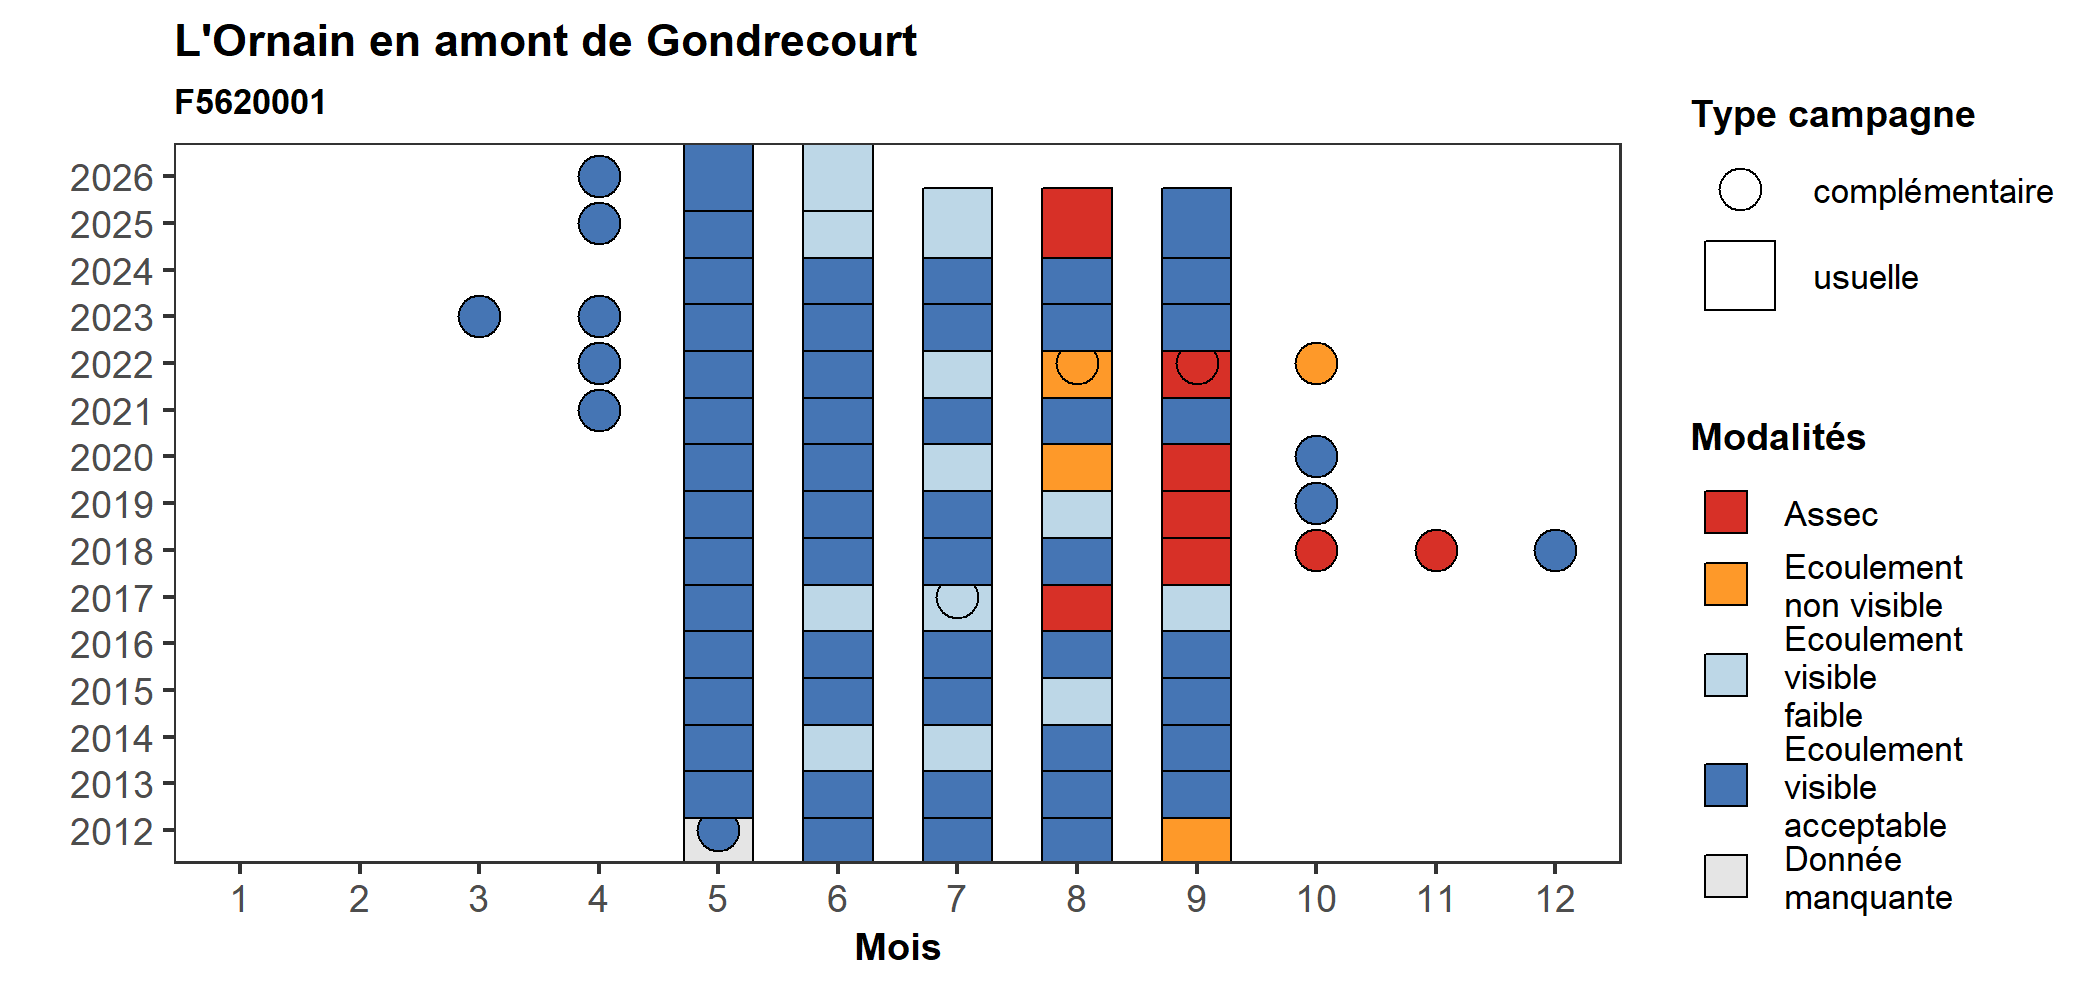 L'Ornain en amont de Gondrecourt
F5620001
2026
2025
2024
2023
2022
2021
2020
2019
2018
2017
2016
2015
2014
2013
2012
1 2 3 4 5 6 7 8 9 10 11 12
Mois
Type campagne
complémentaire
usuelle
Modalités
Assec
Ecoulement
non visible
Ecoulement
visible
faible
Ecoulement
visible
acceptable
Donnée
manquante